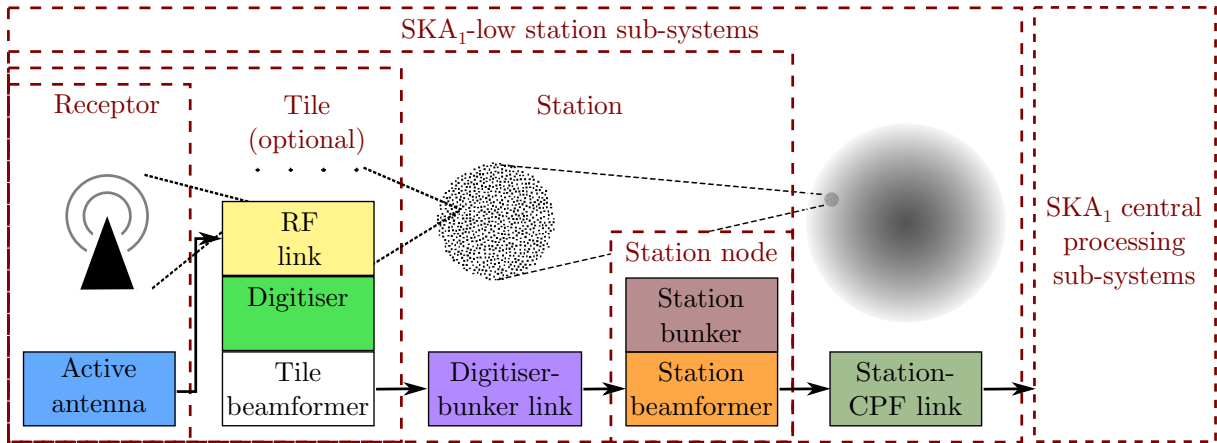 SKA₁-low station sub-systems
Receptor
Tile
(optional)
Station
RF
link
Digitiser
Tile
beamformer
Active
antenna
Digitiser-
bunker link
Station node
Station
bunker
Station
beamformer
Station-
CPF link
SKA₁ central
processing
sub-systems